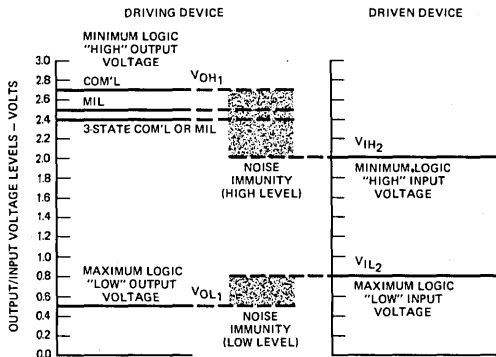 DRIVING DEVICE
DRIVEN DEVICE
OUTPUT/INPUT VOLTAGE LEVELS – VOLTS
3.0
2.8
2.6
2.4
2.2
2.0
1.8
1.6
1.4
1.2
1.0
0.8
0.6
0.4
0.2
0.0
MINIMUM LOGIC
"HIGH" OUTPUT
VOLTAGE
COM'L
VOH1
MIL
3-STATE COM'L OR MIL
NOISE
IMMUNITY
(HIGH LEVEL)
MAXIMUM LOGIC
"LOW" OUTPUT
VOLTAGE
VOL1
NOISE
IMMUNITY
(LOW LEVEL)
VIH2
MINIMUM LOGIC
"HIGH" INPUT
VOLTAGE
VIL2
MAXIMUM LOGIC
"LOW" INPUT
VOLTAGE